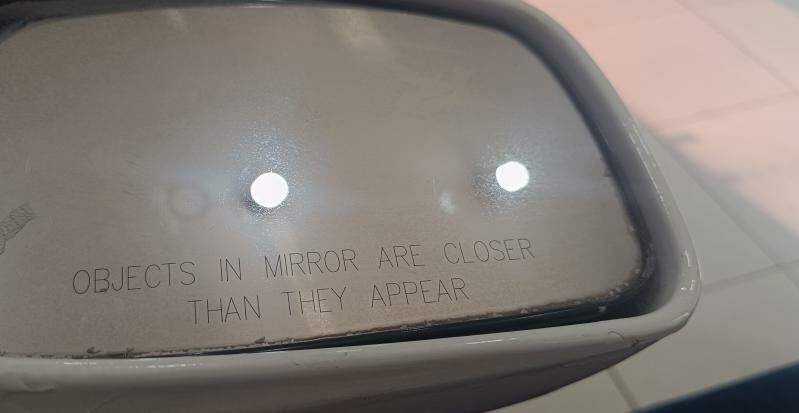 OBJECTS IN MIRROR ARE CLOSER
THAN THEY APPEAR